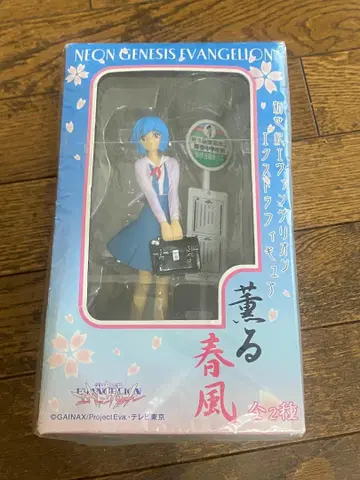 NEON GENESIS EVANGELION
新世紀エヴァンゲリオン
エクストラフィギュア
薫る
春風
全2種
EVANGELION
©GAINAX/Project Eva.・テレビ東京